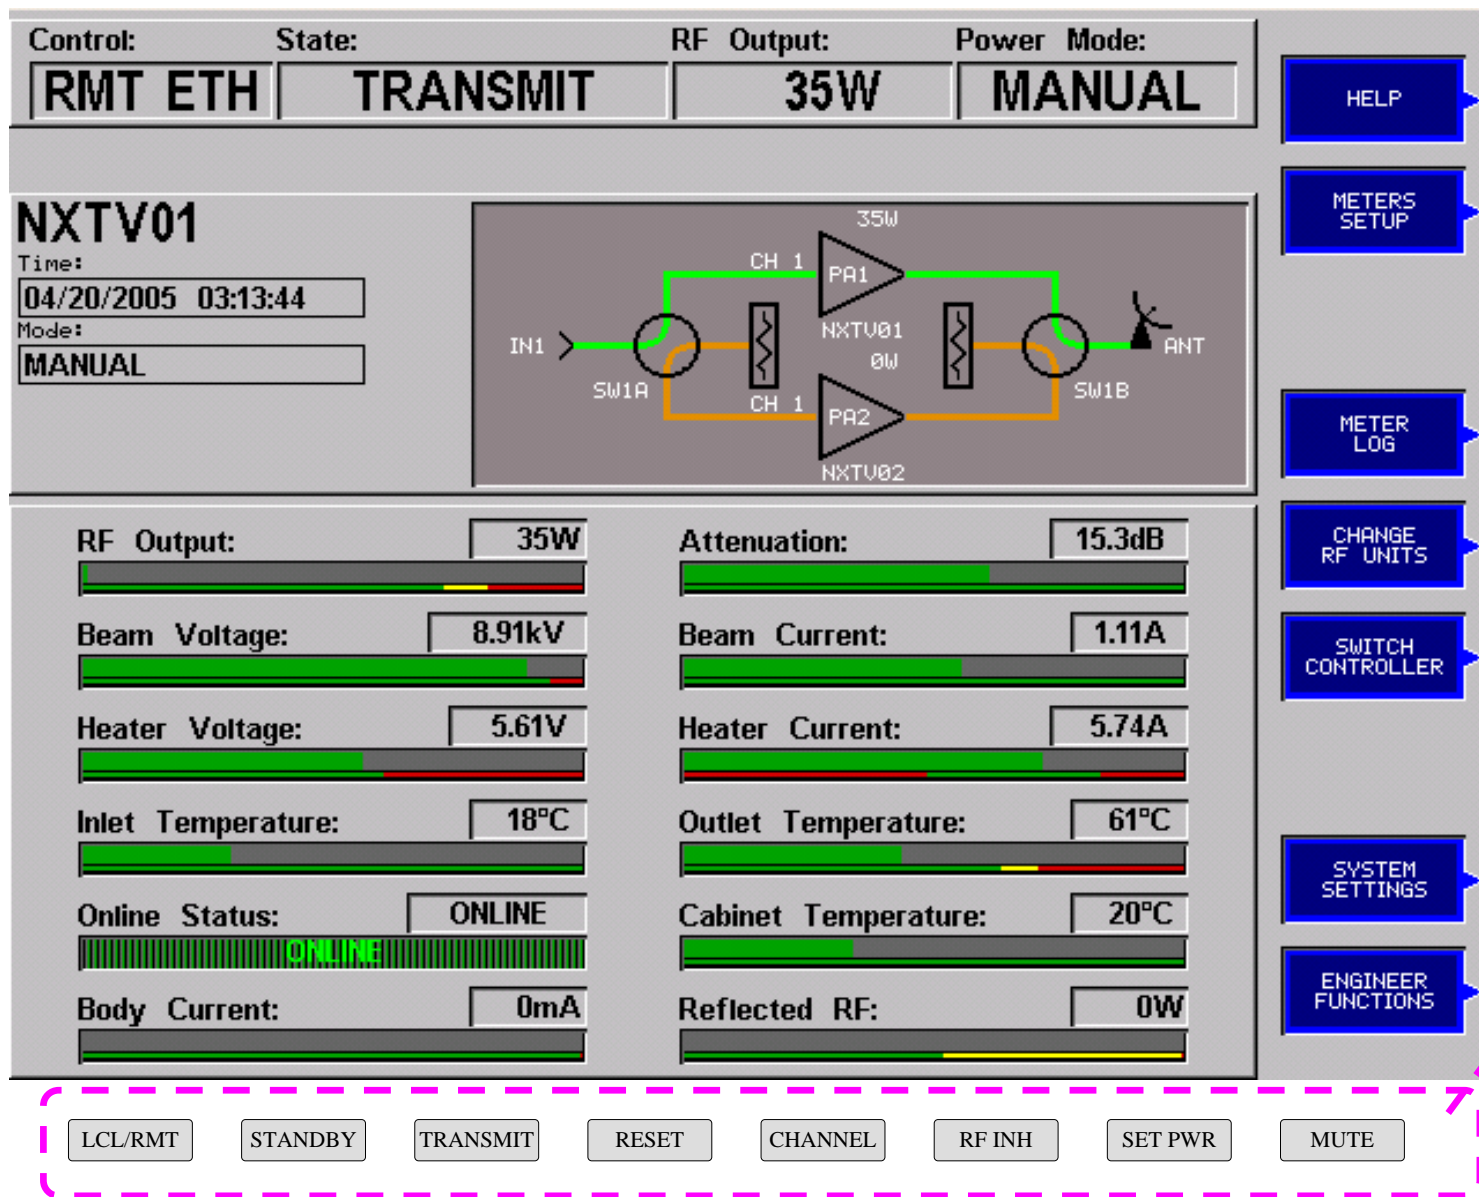 Control: State: RF Output: Power Mode:
RMT ETH TRANSMIT 35W MANUAL
HELP
METERS
SETUP
NXTV01
Time:
04/20/2005 03:13:44
Mode:
MANUAL
35W
CH 1
PA1
NXTV01
IN1
0W
ANT
SW1A
SW1B
CH 1
PA2
NXTV02
METER
LOG
CHANGE
RF UNITS
SWITCH
CONTROLLER
SYSTEM
SETTINGS
ENGINEER
FUNCTIONS
RF Output: 35W
Attenuation: 15.3dB
Beam Voltage: 8.91kV
Beam Current: 1.11A
Heater Voltage: 5.61V
Heater Current: 5.74A
Inlet Temperature: 18°C
Outlet Temperature: 61°C
Online Status: ONLINE
ONLINE
Cabinet Temperature: 20°C
Body Current: 0mA
Reflected RF: 0W
LCL/RMT STANDBY TRANSMIT RESET CHANNEL RF INH SET PWR MUTE